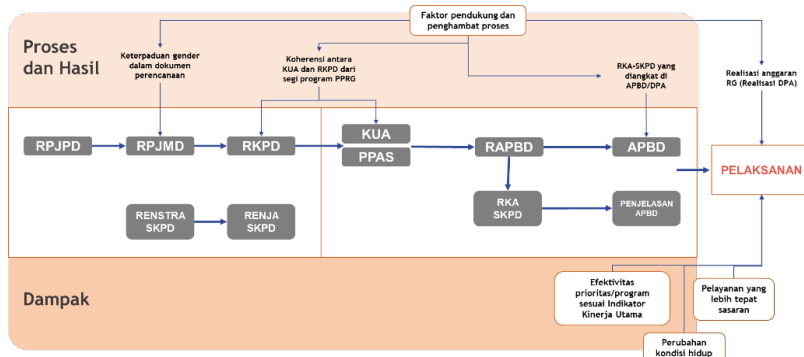 Faktor pendukung dan
penghambat proses
Proses
dan Hasil
Keterpaduan gender
dalam dokumen
perencanaan
Koherensi antara
KUA dan RKPD dari
segi program PPRG
RKA-SKPD yang
diangkat di
APBD/DPA
Realisasi anggaran
RG (Realisasi DPA)
RPJPD
RPJMD
RKPD
KUA
PPAS
RAPBD
APBD
PELAKSANAN
RENSTRA
SKPD
RENJA
SKPD
RKA
SKPD
PENJELASAN
APBD
Dampak
Efektivitas
prioritas/program
sesuai Indikator
Kinerja Utama
Pelayanan yang
lebih tepat
sasaran
Perubahan
kondisi hidup